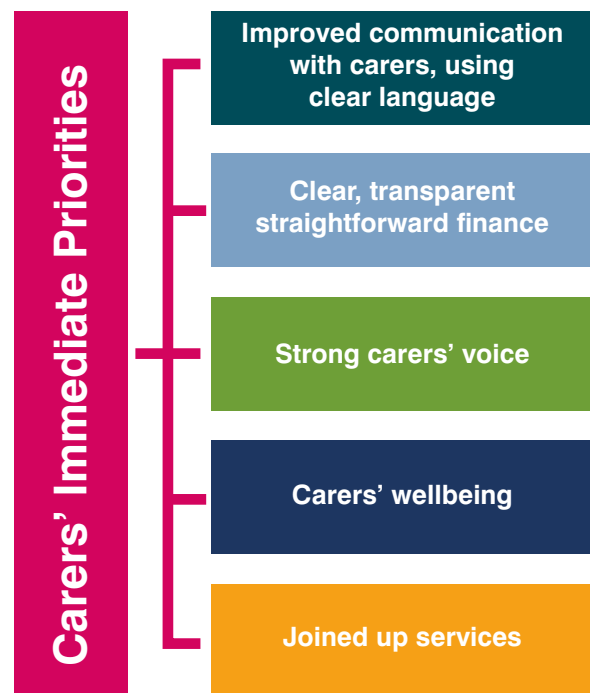 Carers’ Immediate Priorities
Improved communication
with carers, using
clear language
Clear, transparent
straightforward finance
Strong carers’ voice
Carers’ wellbeing
Joined up services